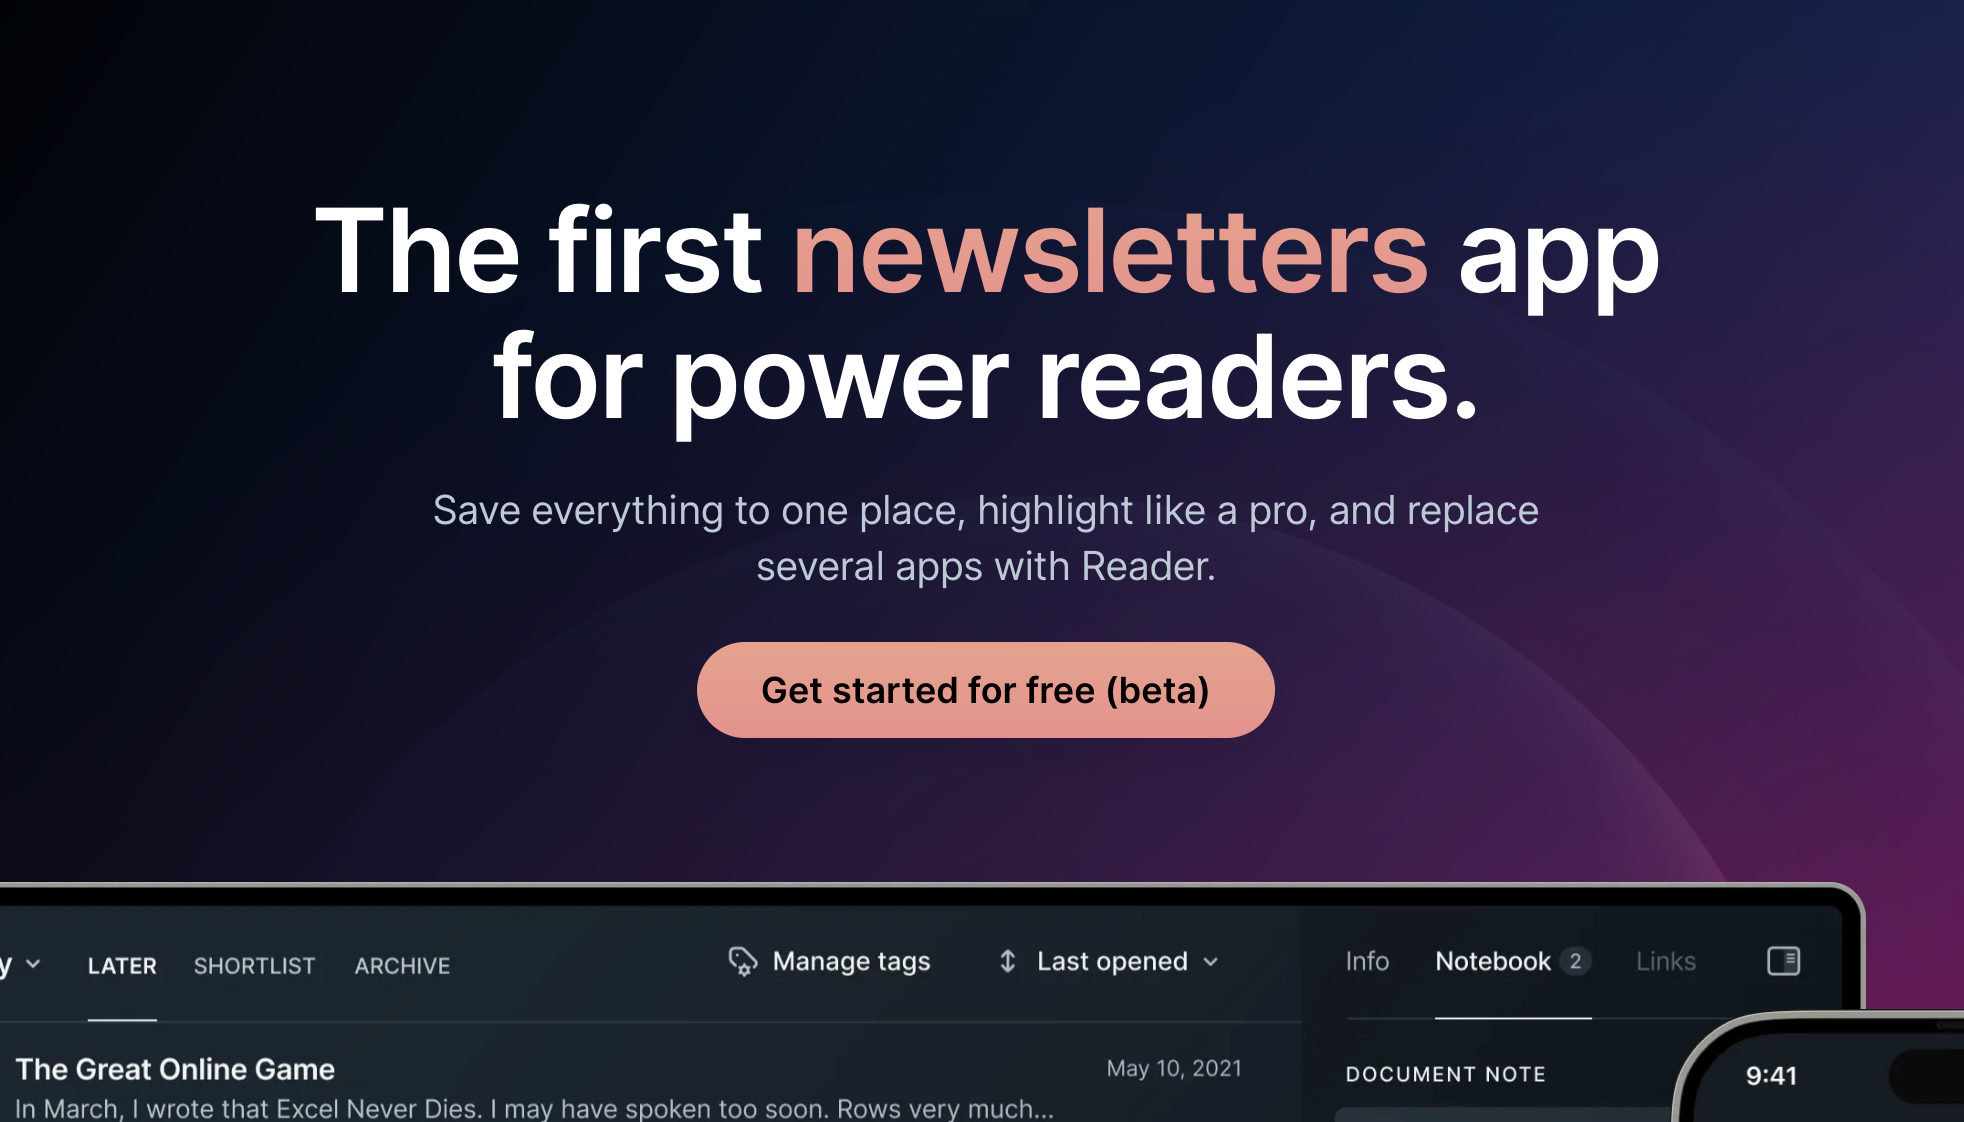 The first newsletters app
for power readers.
Save everything to one place, highlight like a pro, and replace
several apps with Reader.
Get started for free (beta)
LATER SHORTLIST ARCHIVE Manage tags Last opened Info Notebook 2 Links
The Great Online Game May 10, 2021
In March, I wrote that Excel Never Dies. I may have spoken too soon. Rows very much...
DOCUMENT NOTE
9:41